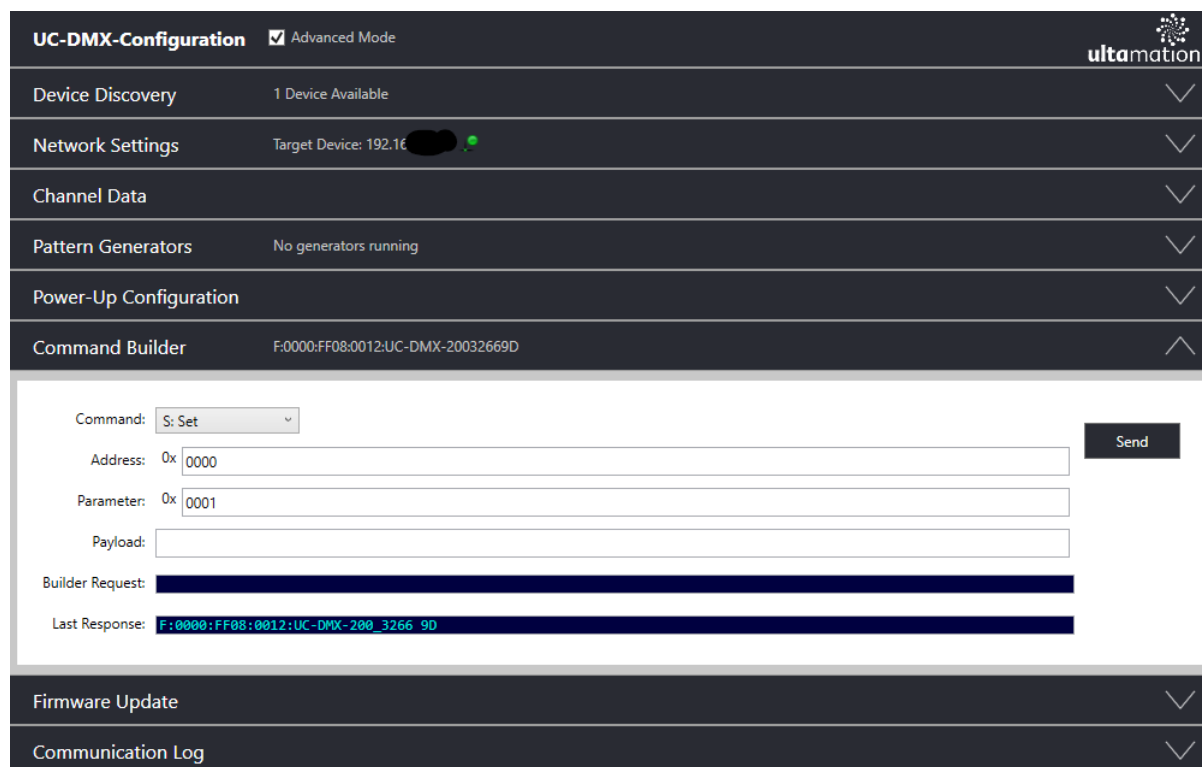 UC-DMX-Configuration Advanced Mode
ultamation
Device Discovery 1 Device Available
Network Settings Target Device: 192.16
Channel Data
Pattern Generators No generators running
Power-Up Configuration
Command Builder F:0000:FF08:0012:UC-DMX-20032669D
Command: S: Set
Send
Address: 0x 0000
Parameter: 0x 0001
Payload:
Builder Request:
Last Response: F:0000:FF08:0012:UC-DMX-200_3266 9D
Firmware Update
Communication Log